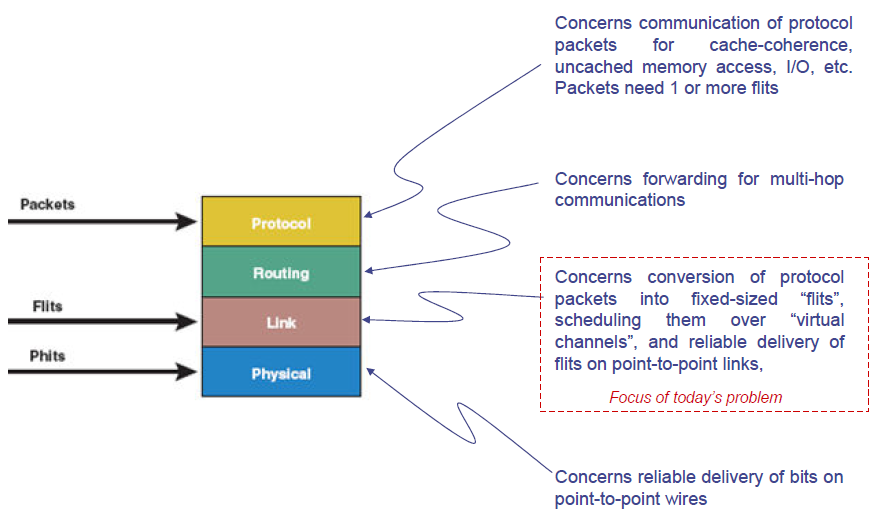 Concerns communication of protocol
packets for cache-coherence,
uncached memory access, I/O, etc.
Packets need 1 or more flits
Concerns forwarding for multi-hop
communications
Packets
Protocol
Routing
Flits
Link
Phits
Physical
Concerns conversion of protocol
packets into fixed-sized “flits”,
scheduling them over “virtual
channels”, and reliable delivery of
flits on point-to-point links,
Focus of today’s problem
Concerns reliable delivery of bits on
point-to-point wires